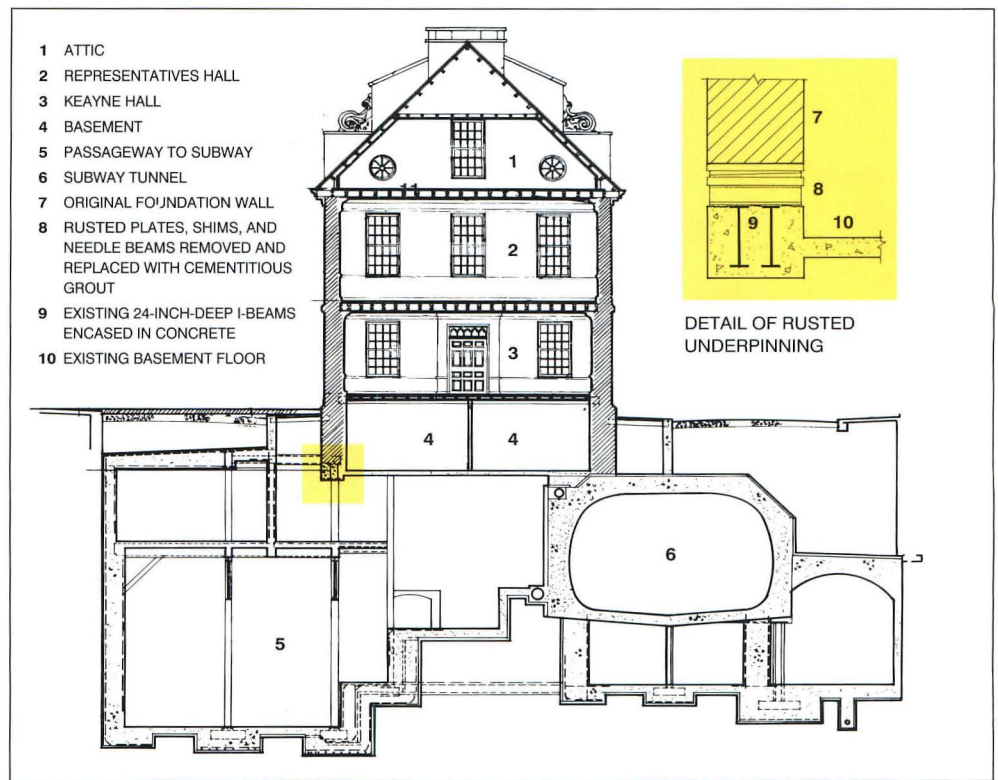 1 ATTIC
2 REPRESENTATIVES HALL
3 KEAYNE HALL
4 BASEMENT
5 PASSAGEWAY TO SUBWAY
6 SUBWAY TUNNEL
7 ORIGINAL FOUNDATION WALL
8 RUSTED PLATES, SHIMS, AND
NEEDLE BEAMS REMOVED AND
REPLACED WITH CEMENTITIOUS
GROUT
9 EXISTING 24-INCH-DEEP I-BEAMS
ENCASED IN CONCRETE
10 EXISTING BASEMENT FLOOR
7
8
9
10
DETAIL OF RUSTED
UNDERPINNING
1
11
2
3
4 4
6
5